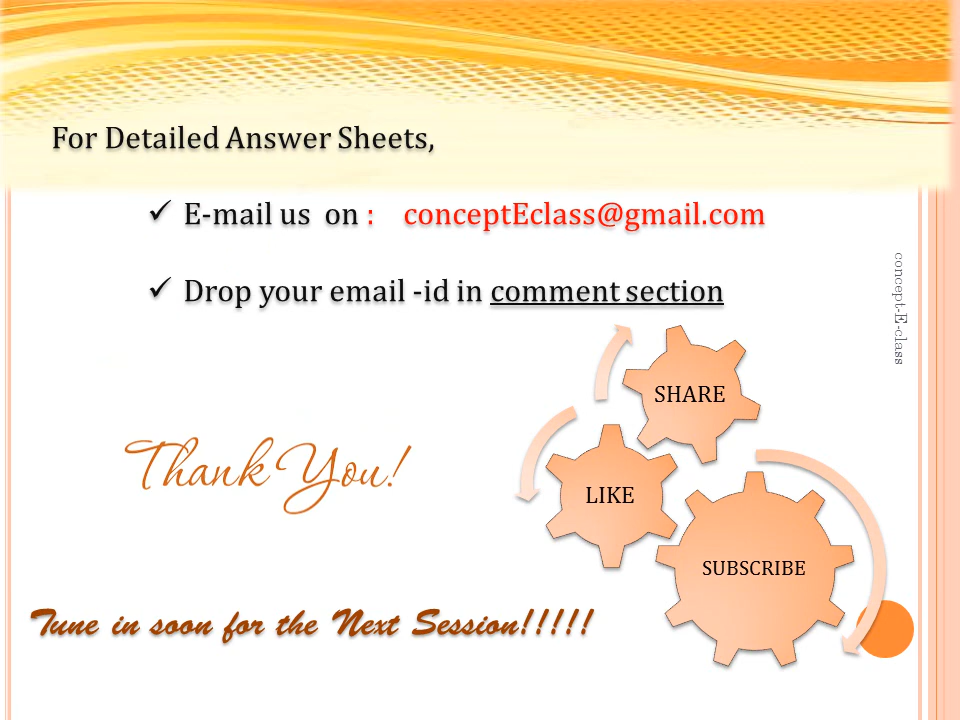 For Detailed Answer Sheets,
✓ E-mail us on : conceptEclass@gmail.com
✓ Drop your email -id in comment section
concept-E-class
SHARE
LIKE
SUBSCRIBE
Thank You!
Tune in soon for the Next Session!!!!!